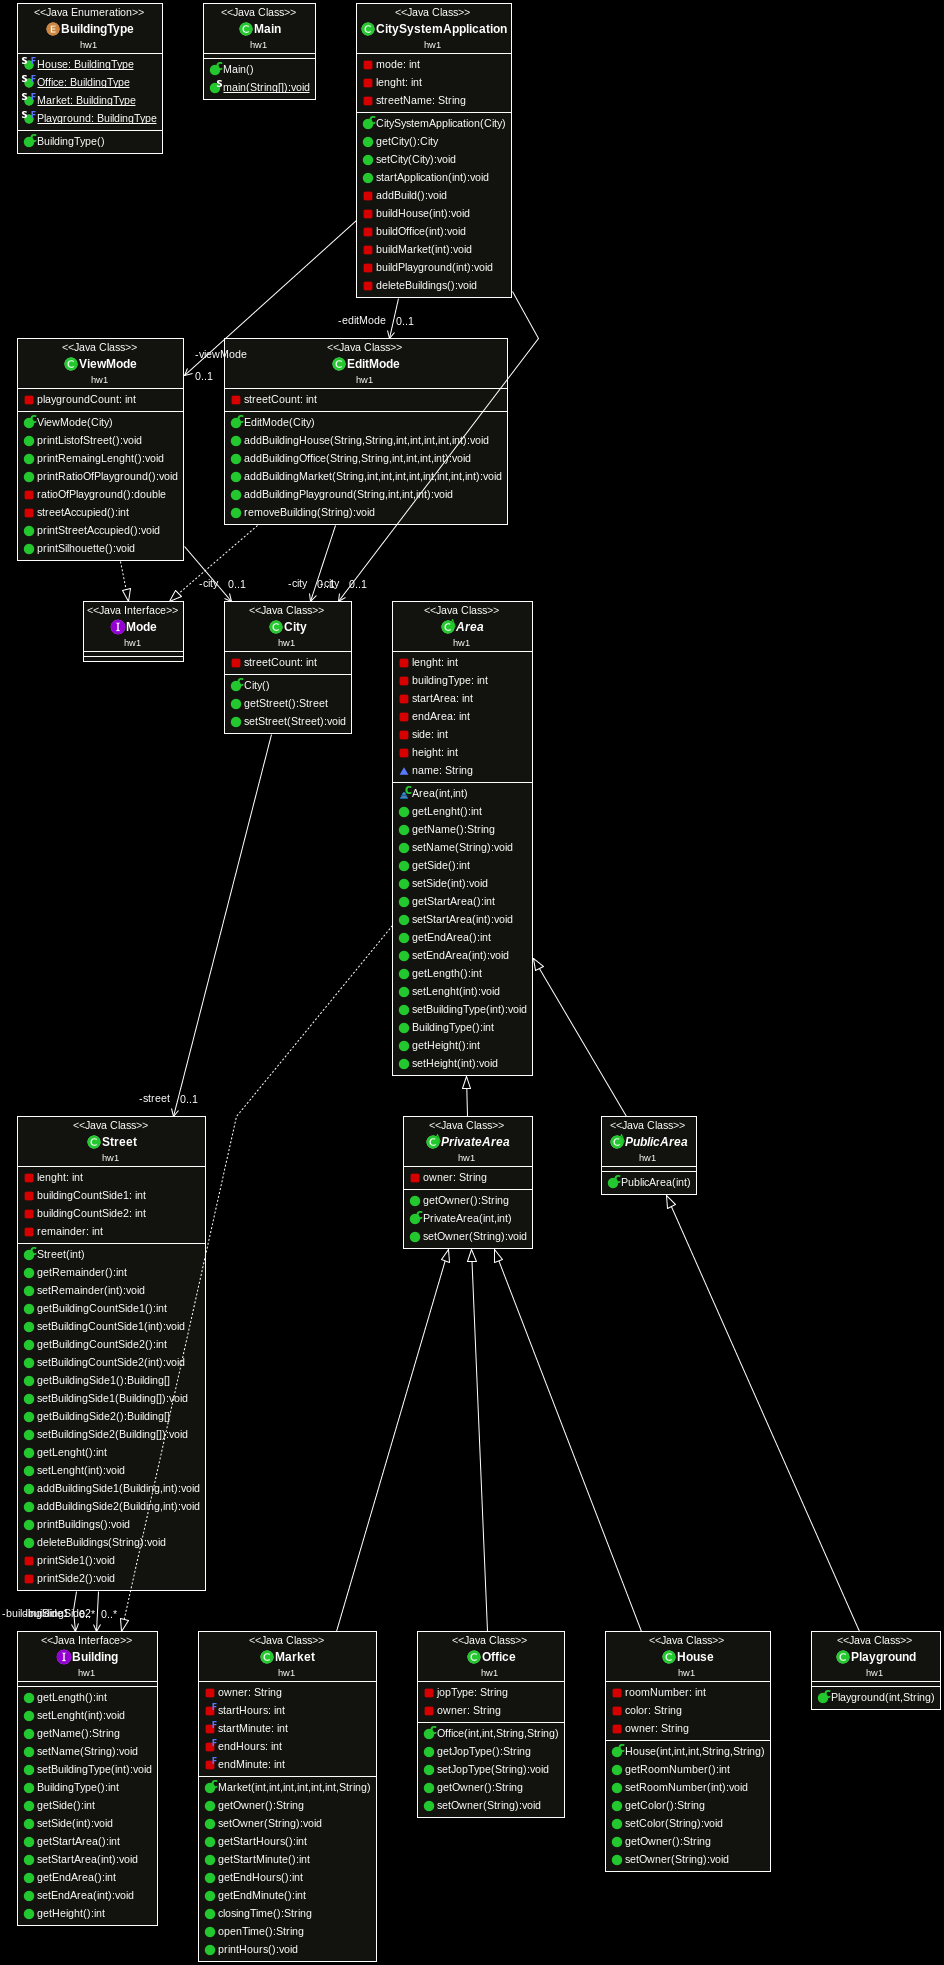 <<Java Enumeration>>
BuildingType
hw1
House: BuildingType
Office: BuildingType
Market: BuildingType
Playground: BuildingType
BuildingType()
<<Java Class>>
Main
hw1
Main()
main(String[]):void
<<Java Class>>
CitySystemApplication
hw1
mode: int
lenght: int
streetName: String
CitySystemApplication(City)
getCity():City
setCity(City):void
startApplication(int):void
addBuild():void
buildHouse(int):void
buildOffice(int):void
buildMarket(int):void
buildPlayground(int):void
deleteBuildings():void
-editMode 0..1
-viewMode
0..1
<<Java Class>>
ViewMode
hw1
playgroundCount: int
ViewMode(City)
printListofStreet():void
printRemaingLenght():void
printRatioOfPlayground():void
ratioOfPlayground():double
streetAccupied():int
printStreetAccupied():void
printSilhouette():void
<<Java Class>>
EditMode
hw1
streetCount: int
EditMode(City)
addBuildingHouse(String,String,int,int,int,int,int):void
addBuildingOffice(String,String,int,int,int,int):void
addBuildingMarket(String,int,int,int,int,int,int,int,int):void
addBuildingPlayground(String,int,int,int):void
removeBuilding(String):void
-city 0..1
-city 0..1
-city 0..1
<<Java Interface>>
Mode
hw1
<<Java Class>>
City
hw1
streetCount: int
City()
getStreet():Street
setStreet(Street):void
<<Java Class>>
Area
hw1
lenght: int
buildingType: int
startArea: int
endArea: int
side: int
height: int
name: String
Area(int,int)
getLenght():int
getName():String
setName(String):void
getSide():int
setSide(int):void
getStartArea():int
setStartArea(int):void
getEndArea():int
setEndArea(int):void
getLength():int
setLenght(int):void
setBuildingType(int):void
BuildingType():int
getHeight():int
setHeight(int):void
-street 0..1
<<Java Class>>
Street
hw1
lenght: int
buildingCountSide1: int
buildingCountSide2: int
remainder: int
Street(int)
getRemainder():int
setRemainder(int):void
getBuildingCountSide1():int
setBuildingCountSide1(int):void
getBuildingCountSide2():int
setBuildingCountSide2(int):void
getBuildingSide1():Building[]
setBuildingSide1(Building[]):void
getBuildingSide2():Building[]
setBuildingSide2(Building[]):void
getLenght():int
setLenght(int):void
addBuildingSide1(Building,int):void
addBuildingSide2(Building,int):void
printBuildings():void
deleteBuildings(String):void
printSide1():void
printSide2():void
<<Java Class>>
PrivateArea
hw1
owner: String
getOwner():String
PrivateArea(int,int)
setOwner(String):void
<<Java Class>>
PublicArea
hw1
PublicArea(int)
-buildingSide1 0..*
-buildingSide2 0..*
<<Java Interface>>
Building
hw1
getLength():int
setLenght(int):void
getName():String
setName(String):void
setBuildingType(int):void
BuildingType():int
getSide():int
setSide(int):void
getStartArea():int
setStartArea(int):void
getEndArea():int
setEndArea(int):void
getHeight():int
<<Java Class>>
Market
hw1
owner: String
startHours: int
startMinute: int
endHours: int
endMinute: int
Market(int,int,int,int,int,int,int,String)
getOwner():String
setOwner(String):void
getStartHours():int
getStartMinute():int
getEndHours():int
getEndMinute():int
closingTime():String
openTime():String
printHours():void
<<Java Class>>
Office
hw1
jopType: String
owner: String
Office(int,int,String,String)
getJopType():String
setJopType(String):void
getOwner():String
setOwner(String):void
<<Java Class>>
House
hw1
roomNumber: int
color: String
owner: String
House(int,int,int,String,String)
getRoomNumber():int
setRoomNumber(int):void
getColor():String
setColor(String):void
getOwner():String
setOwner(String):void
<<Java Class>>
Playground
hw1
Playground(int,String)